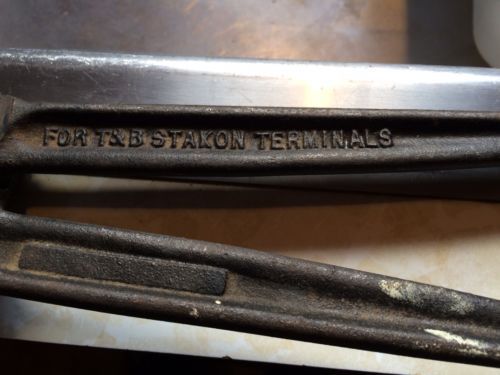 FOR T&B STAKON TERMINALS